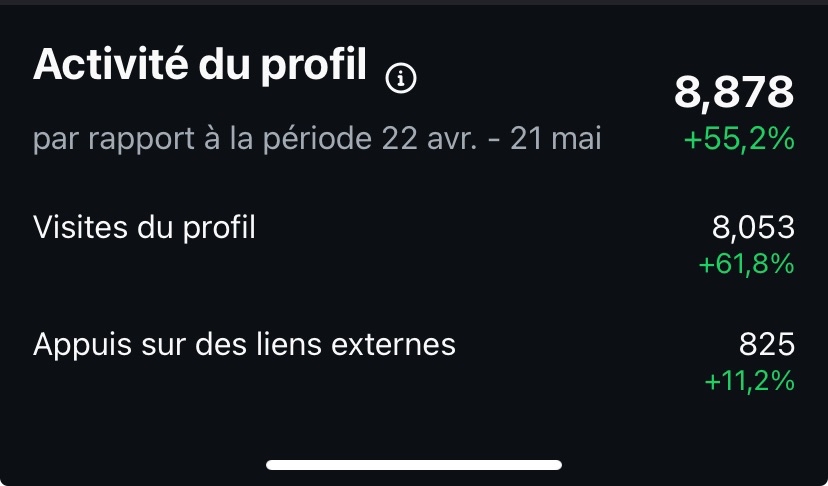 Activité du profil
8,878
par rapport à la période 22 avr. - 21 mai
+55,2%
Visites du profil
8,053
+61,8%
Appuis sur des liens externes
825
+11,2%